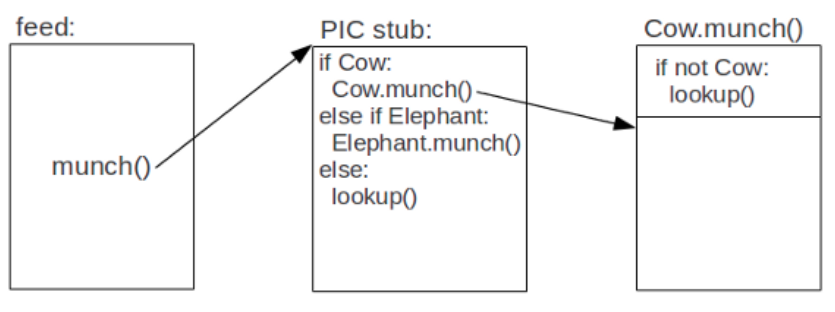 feed:
munch()
PIC stub:
if Cow:
Cow.munch()
else if Elephant:
Elephant.munch()
else:
lookup()
Cow.munch()
if not Cow:
lookup()